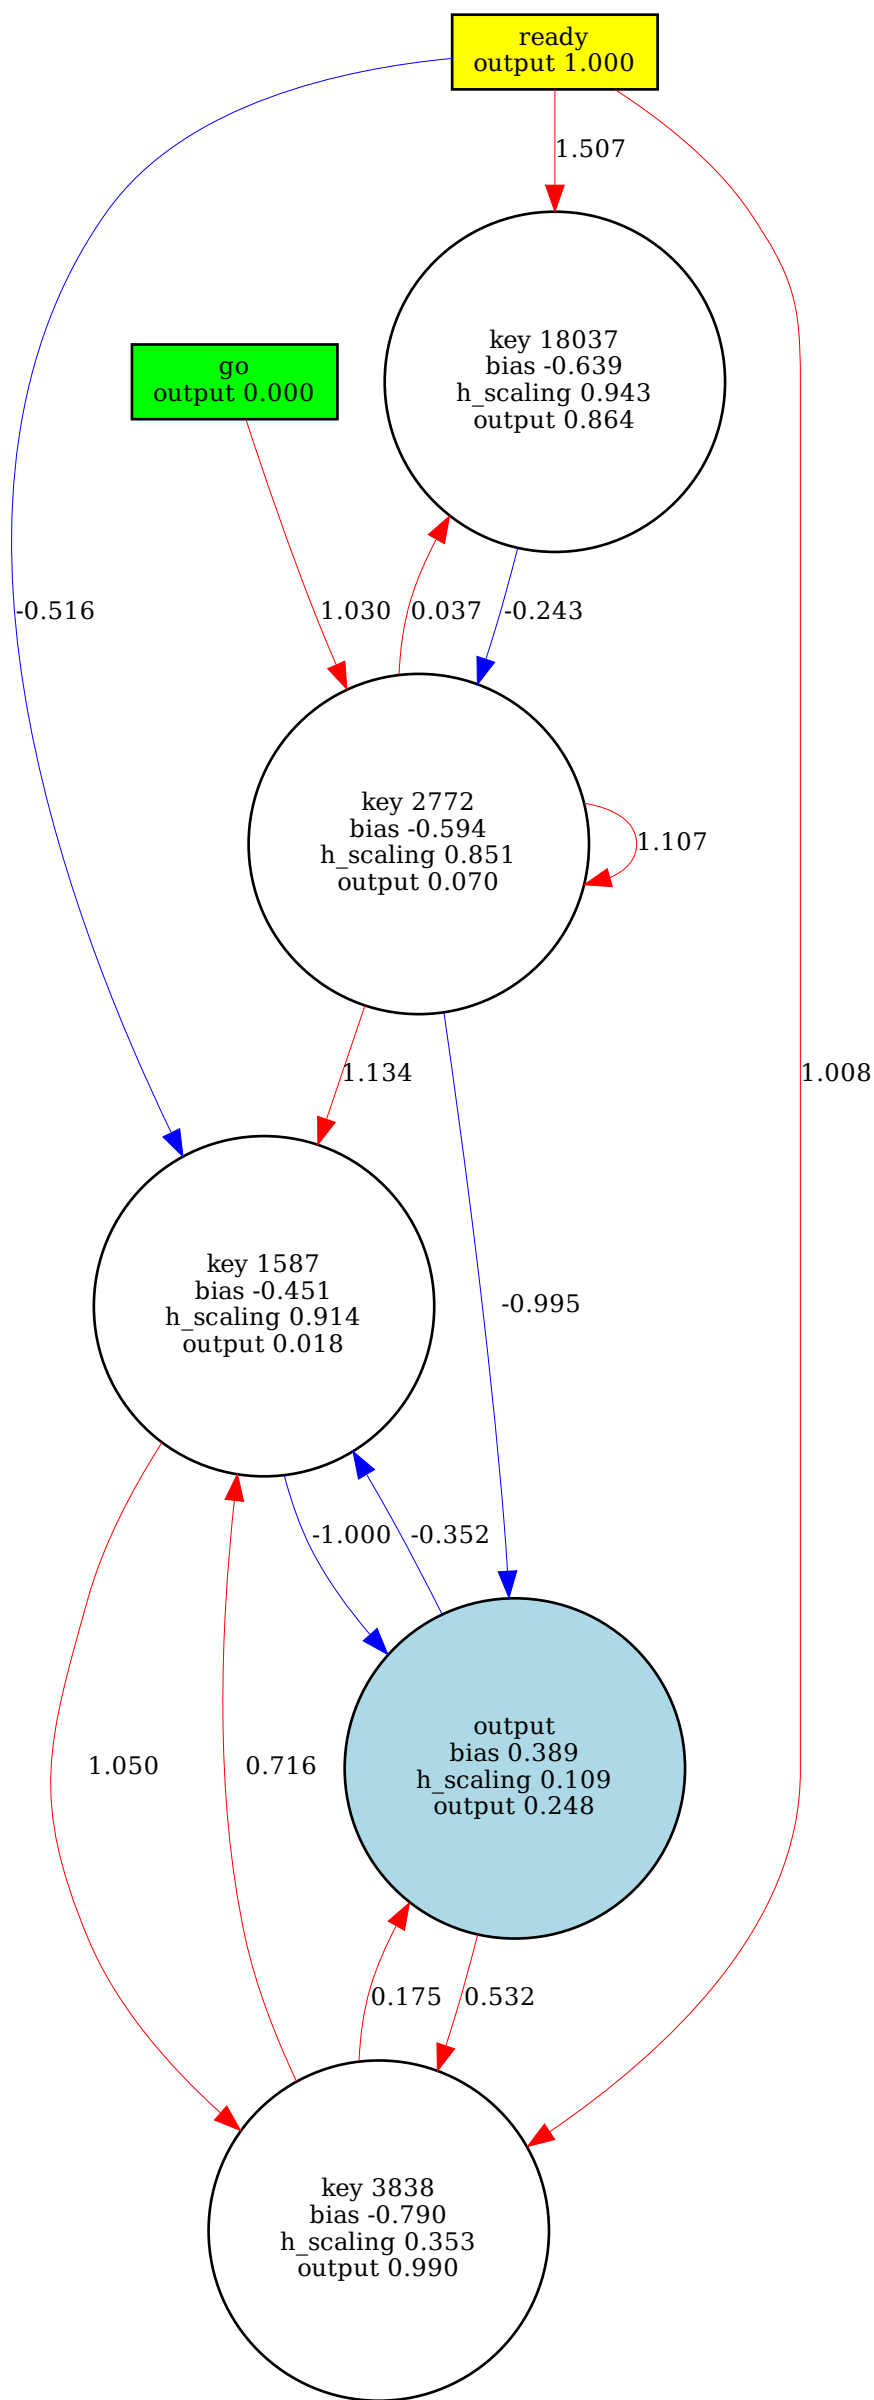 ready
output 1.000
1.507
key 18037
bias -0.639
h_scaling 0.943
output 0.864
go
output 0.000
-0.516
1.030
0.037
-0.243
key 2772
bias -0.594
h_scaling 0.851
output 0.070
1.107
1.134
1.008
key 1587
bias -0.451
h_scaling 0.914
output 0.018
-0.995
-1.000
-0.352
output
bias 0.389
h_scaling 0.109
output 0.248
1.050
0.716
0.175
0.532
key 3838
bias -0.790
h_scaling 0.353
output 0.990